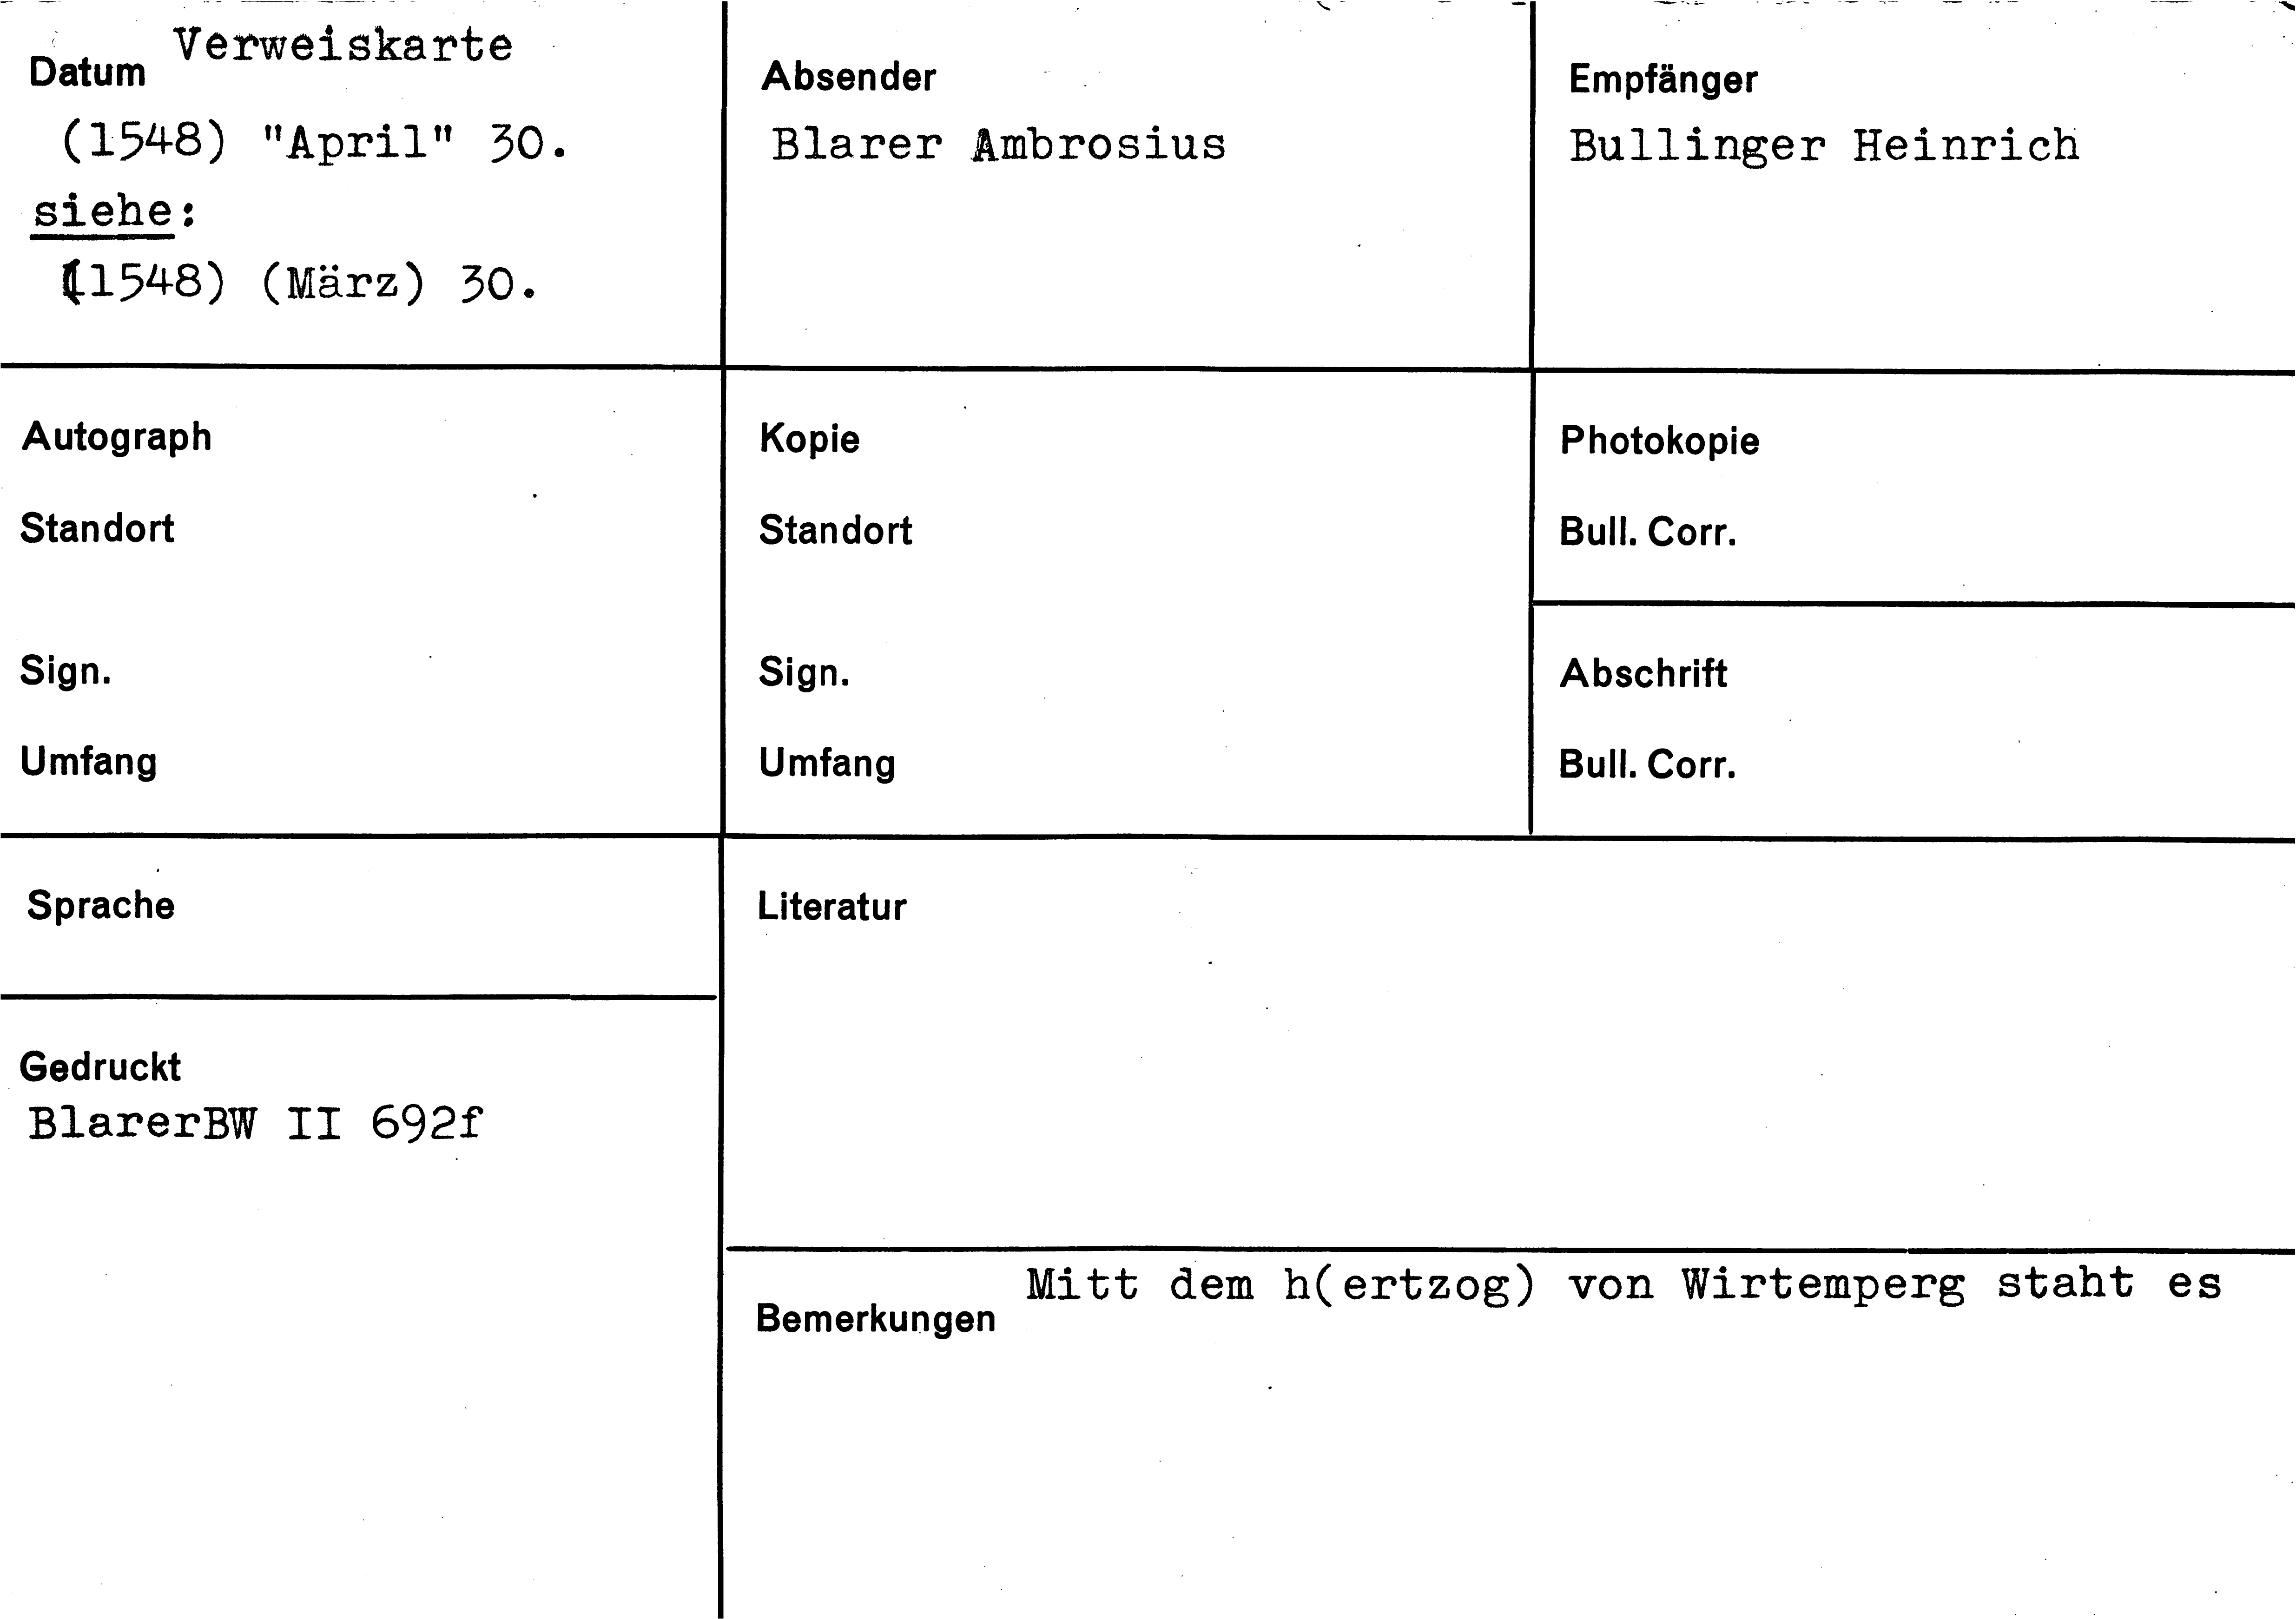 Verweiskarte
Datum
(1548) "April" 30.
siehe:
(1548) (März) 30.
Absender
Blarer Ambrosius
Empfänger
Bullinger Heinrich
Autograph
Standort
Sign.
Umfang
Kopie
Standort
Sign.
Umfang
Photokopie
Bull. Corr.
Abschrift
Bull. Corr.
Sprache
Gedruckt
BlarerBW II 692f
Literatur
Mitt dem h(ertzog) von Wirtemperg staht es
Bemerkungen